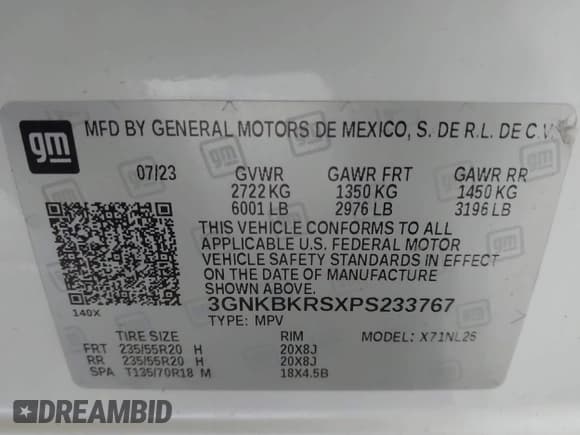 gm
MFD BY GENERAL MOTORS DE MEXICO, S. DE R.L. DE C.V.
07/23 GVWR GAWR FRT GAWR RR
2722 KG 1350 KG 1450 KG
6001 LB 2976 LB 3196 LB
THIS VEHICLE CONFORMS TO ALL
APPLICABLE U.S. FEDERAL MOTOR
VEHICLE SAFETY STANDARDS IN EFFECT
ON THE DATE OF MANUFACTURE
SHOWN ABOVE.
3GNKBKRSXPS233767
140X TYPE: MPV
TIRE SIZE RIM MODEL: X71NL26
FRT 235/55R20 H 20X8J
RR 235/55R20 H 20X8J
SPA T135/70R18 M 18X4.5B
DREAMBID